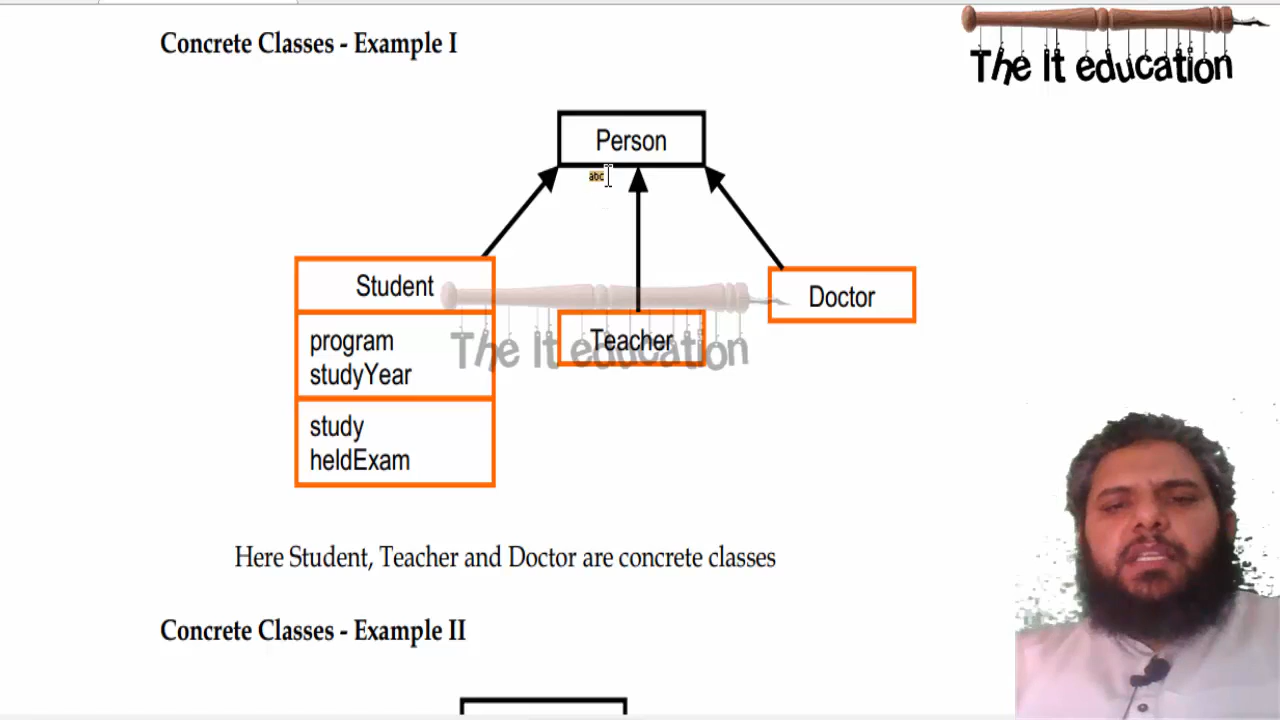 Concrete Classes - Example I
The It education
Person
abc
Student
Doctor
program
studyYear
Teacher
The It education
study
heldExam
Here Student, Teacher and Doctor are concrete classes
Concrete Classes - Example II